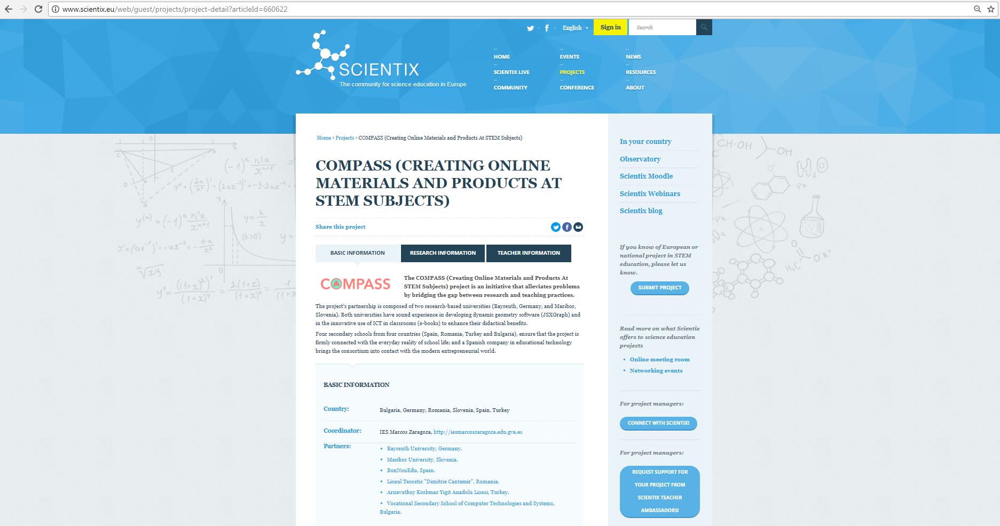 www.scientix.eu/web/guest/projects/project-detail?articleId=660622
English
Sign in
Search
SCIENTIX
The community for science education in Europe
HOME
EVENTS
NEWS
SCIENTIX LIVE
PROJECTS
RESOURCES
COMMUNITY
CONFERENCE
ABOUT
Home › Projects › COMPASS (Creating Online Materials and Products At STEM Subjects)
COMPASS (CREATING ONLINE
MATERIALS AND PRODUCTS AT
STEM SUBJECTS)
Share this project
BASIC INFORMATION
RESEARCH INFORMATION
TEACHER INFORMATION
COMPASS
The COMPASS (Creating Online Materials and Products At
STEM Subjects) project is an initiative that alleviates problems
by bridging the gap between research and teaching practices.
The project's partnership is composed of two research-based universities (Bayreuth, Germany, and Maribor,
Slovenia). Both universities have sound experience in developing dynamic geometry software (JSXGraph) and
in the innovative use of ICT in classrooms (e-books) to enhance their didactical benefits.
Four secondary schools from four countries (Spain, Romania, Turkey and Bulgaria), ensure that the project is
firmly connected with the everyday reality of school life; and a Spanish company in educational technology
brings the consortium into contact with the modern entrepreneurial world.
BASIC INFORMATION
Country:
Bulgaria, Germany, Romania, Slovenia, Spain, Turkey
Coordinator:
IES Marcos Zaragoza, http://iesmarcoszaragoza.edu.gva.es
Partners:
• Bayreuth University, Germany.
• Maribor University, Slovenia.
• BonNouEdu, Spain.
• Liceul Teoretic "Dimitrie Cantemir", Romania.
• Arnavutkoy Korkmaz Yigit Anadolu Lisesi, Turkey.
• Vocational Secondary School of Computer Technologies and Systems,
Bulgaria.
In your country
Observatory
Scientix Moodle
Scientix Webinars
Scientix blog
If you know of European or
national project in STEM
education, please let us
know.
SUBMIT PROJECT
Read more on what Scientix
offers to science education
projects
• Online meeting room
• Networking events
For project managers:
CONNECT WITH SCIENTIX!
For project managers:
REQUEST SUPPORT FOR
YOUR PROJECT FROM
SCIENTIX TEACHER
AMBASSADORS!